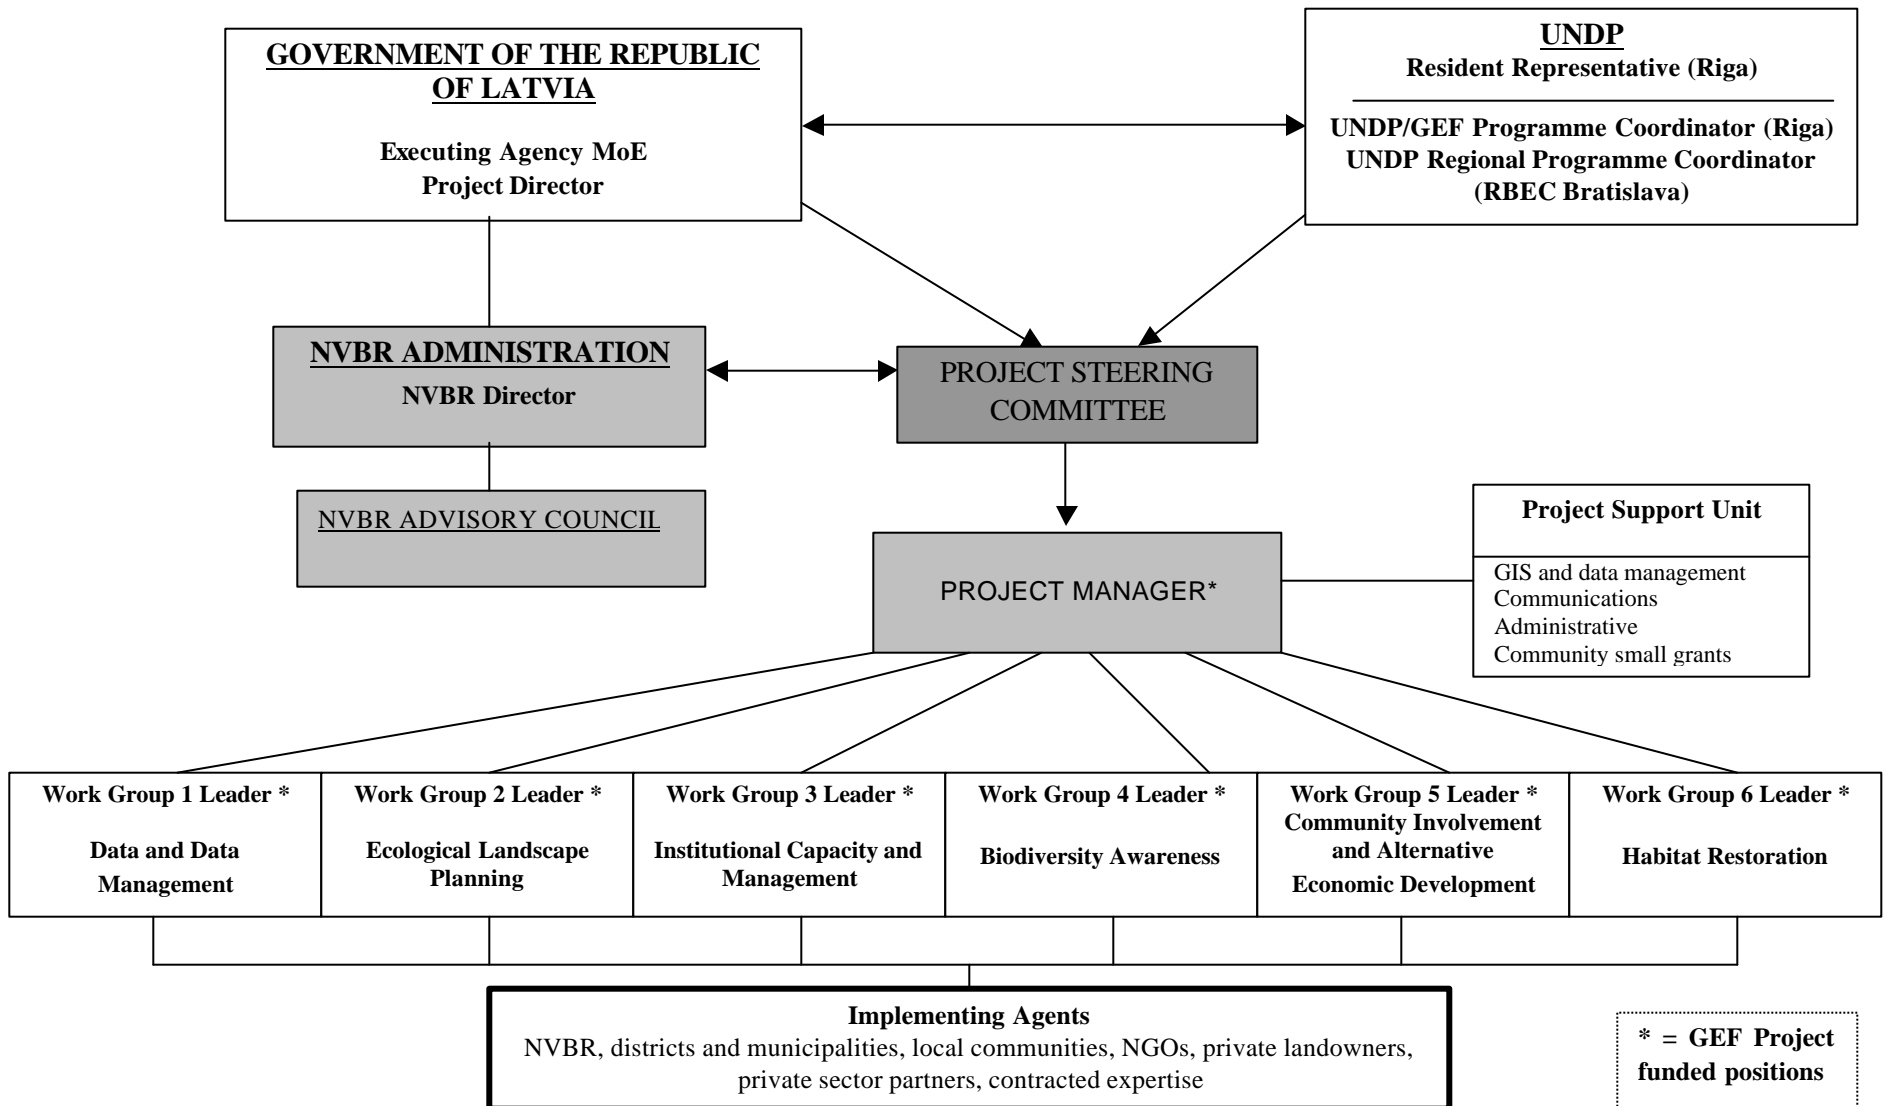 GOVERNMENT OF THE REPUBLIC
OF LATVIA
Executing Agency MoE
Project Director
UNDP
Resident Representative (Riga)
UNDP/GEF Programme Coordinator (Riga)
UNDP Regional Programme Coordinator
(RBEC Bratislava)
NVBR ADMINISTRATION
NVBR Director
PROJECT STEERING
COMMITTEE
NVBR ADVISORY COUNCIL
PROJECT MANAGER*
Project Support Unit
GIS and data management
Communications
Administrative
Community small grants
Work Group 1 Leader *
Data and Data
Management
Work Group 2 Leader *
Ecological Landscape
Planning
Work Group 3 Leader *
Institutional Capacity and
Management
Work Group 4 Leader *
Biodiversity Awareness
Work Group 5 Leader *
Community Involvement
and Alternative
Economic Development
Work Group 6 Leader *
Habitat Restoration
Implementing Agents
NVBR, districts and municipalities, local communities, NGOs, private landowners,
private sector partners, contracted expertise
* = GEF Project
funded positions